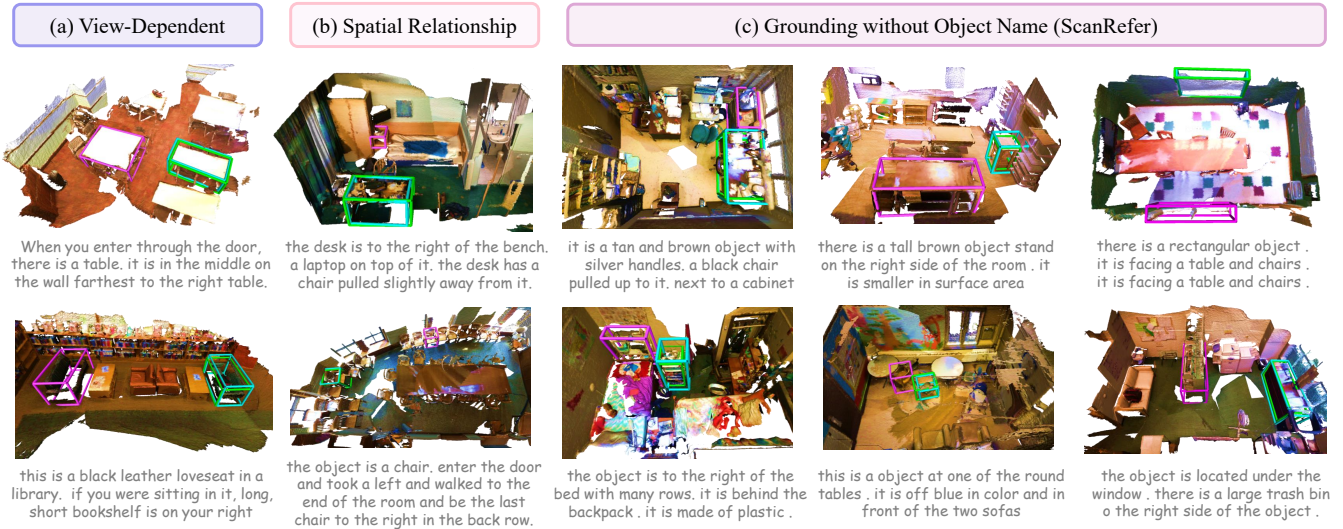 (a) View-Dependent
(b) Spatial Relationship
(c) Grounding without Object Name (ScanRefer)
When you enter through the door,
there is a table. it is in the middle on
the wall farthest to the right table.
the desk is to the right of the bench.
a laptop on top of it. the desk has a
chair pulled slightly away from it.
it is a tan and brown object with
silver handles. a black chair
pulled up to it. next to a cabinet
there is a tall brown object stand
on the right side of the room . it
is smaller in surface area
there is a rectangular object .
it is facing a table and chairs .
it is facing a table and chairs .
this is a black leather loveseat in a
library. if you were sitting in it, long,
short bookshelf is on your right
the object is a chair. enter the door
and took a left and walked to the
end of the room and be the last
chair to the right in the back row.
the object is to the right of the
bed with many rows. it is behind the
backpack . it is made of plastic .
this is a object at one of the round
tables . it is off blue in color and in
front of the two sofas
the object is located under the
window . there is a large trash bin
o the right side of the object .